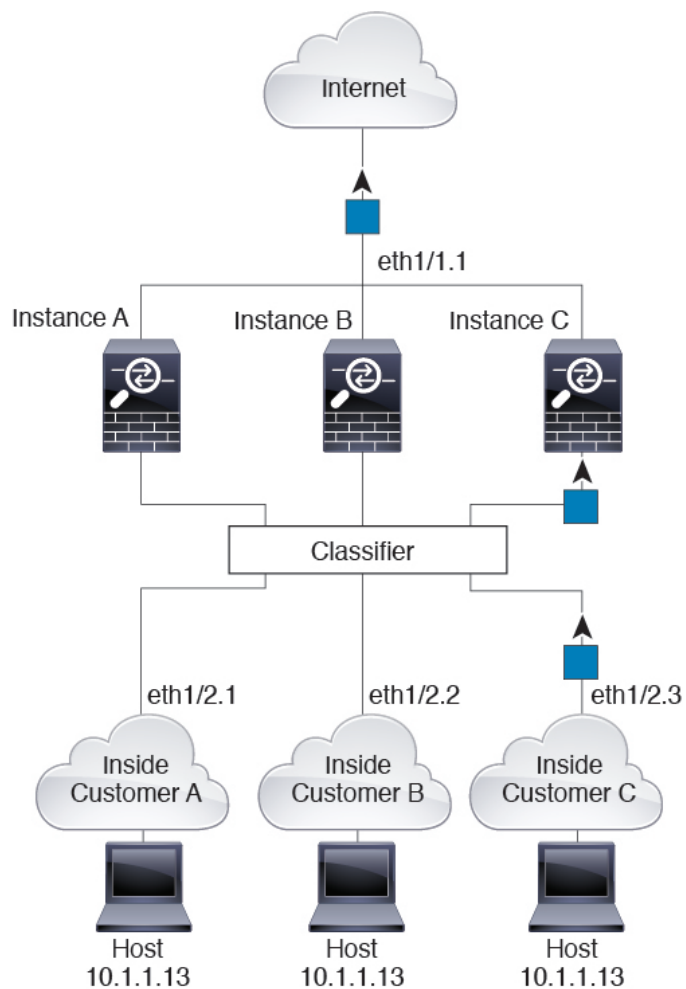 Internet
eth1/1.1
Instance A
Instance B
Instance C
Classifier
eth1/2.1
eth1/2.2
eth1/2.3
Inside
Customer A
Inside
Customer B
Inside
Customer C
Host
10.1.1.13
Host
10.1.1.13
Host
10.1.1.13